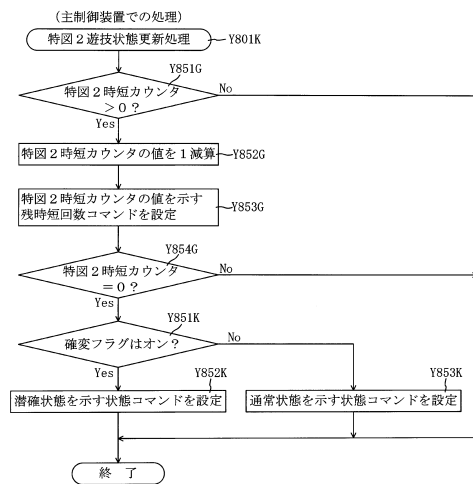 (主制御装置での処理)
特図2遊技状態更新処理
Y801K
Y851G
特図2時短カウンタ
>0?
No
Yes
特図2時短カウンタの値を1減算
Y852G
特図2時短カウンタの値を示す
残時短回数コマンドを設定
Y853G
Y854G
特図2時短カウンタ
=0?
No
Yes
Y851K
確変フラグはオン?
No
Yes
Y852K
潜確状態を示す状態コマンドを設定
Y853K
通常状態を示す状態コマンドを設定
終 了